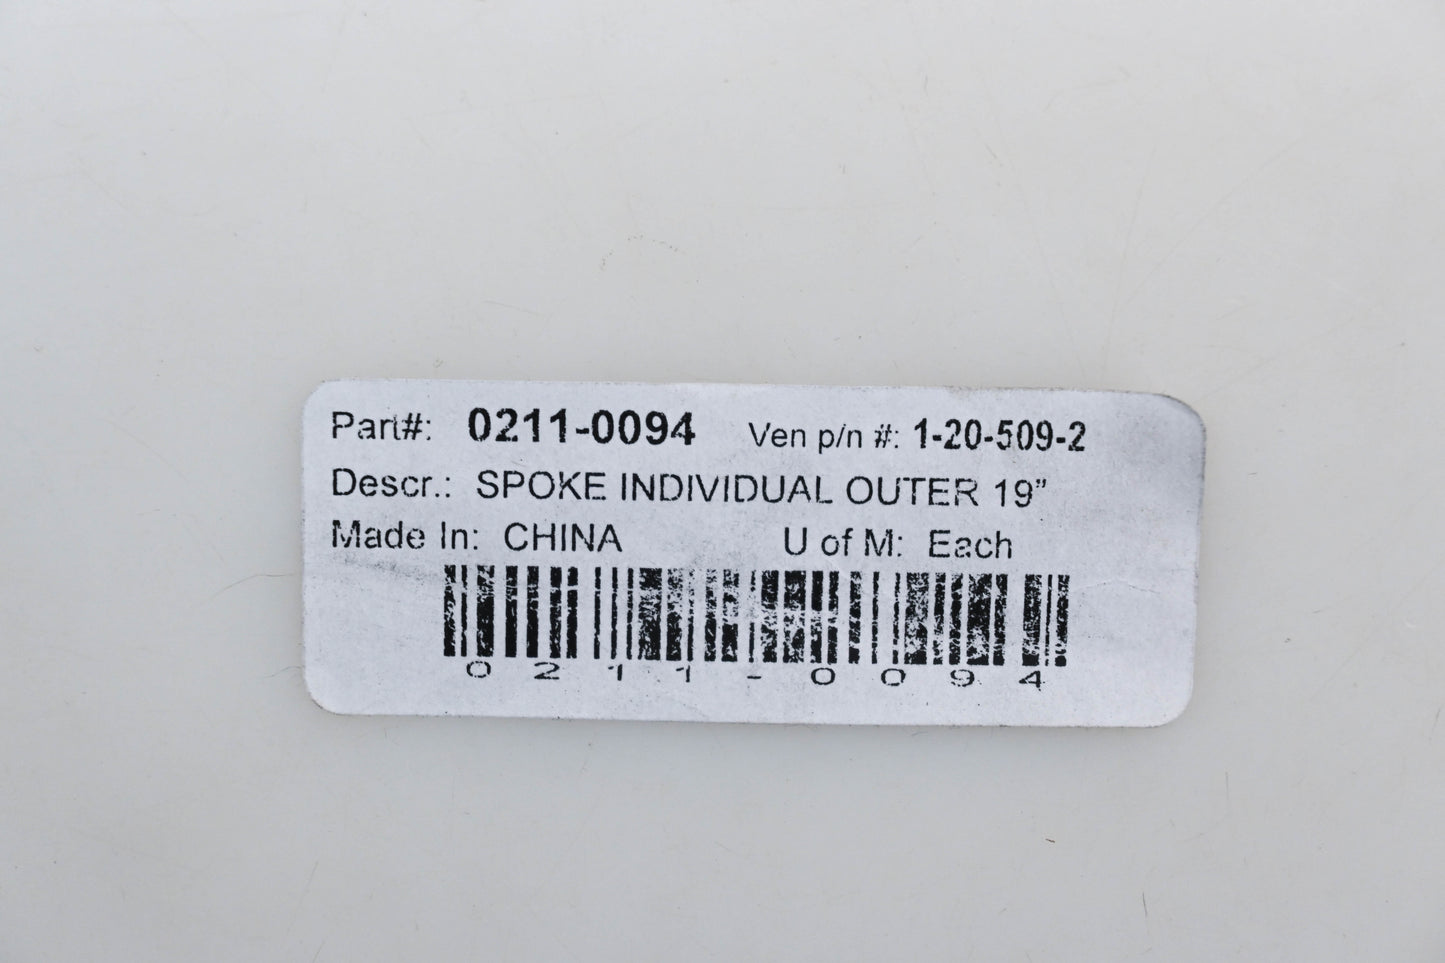 Part#: 0211-0094 Ven p/n #: 1-20-509-2
Descr.: SPOKE INDIVIDUAL OUTER 19”
Made In: CHINA U of M: Each
0211-0094